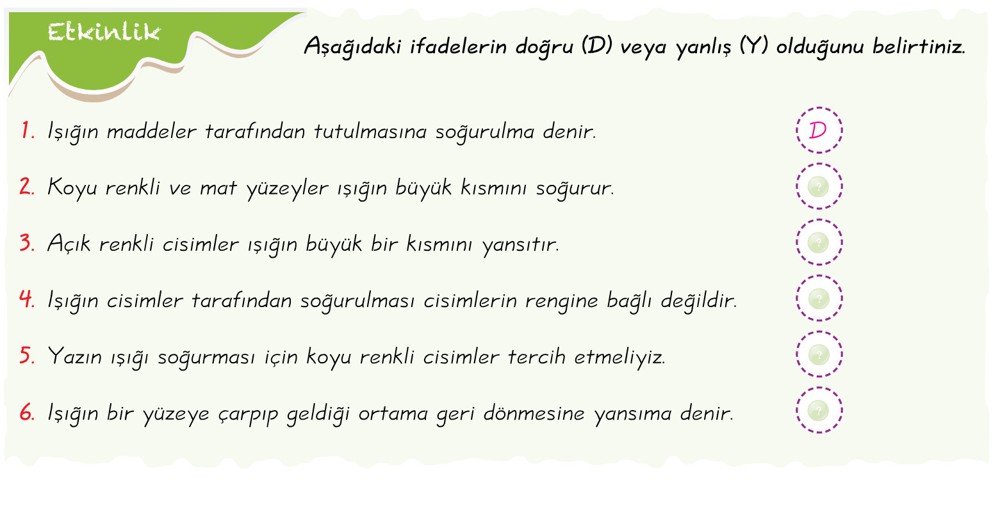 Etkinlik
Aşağıdaki ifadelerin doğru (D) veya yanlış (Y) olduğunu belirtiniz.
1. Işığın maddeler tarafından tutulmasına soğurulma denir. D
2. Koyu renkli ve mat yüzeyler ışığın büyük kısmını soğurur. ?
3. Açık renkli cisimler ışığın büyük bir kısmını yansıtır. ?
4. Işığın cisimler tarafından soğurulması cisimlerin rengine bağlı değildir. ?
5. Yazın ışığı soğurması için koyu renkli cisimler tercih etmeliyiz. ?
6. Işığın bir yüzeye çarpıp geldiği ortama geri dönmesine yansıma denir. ?